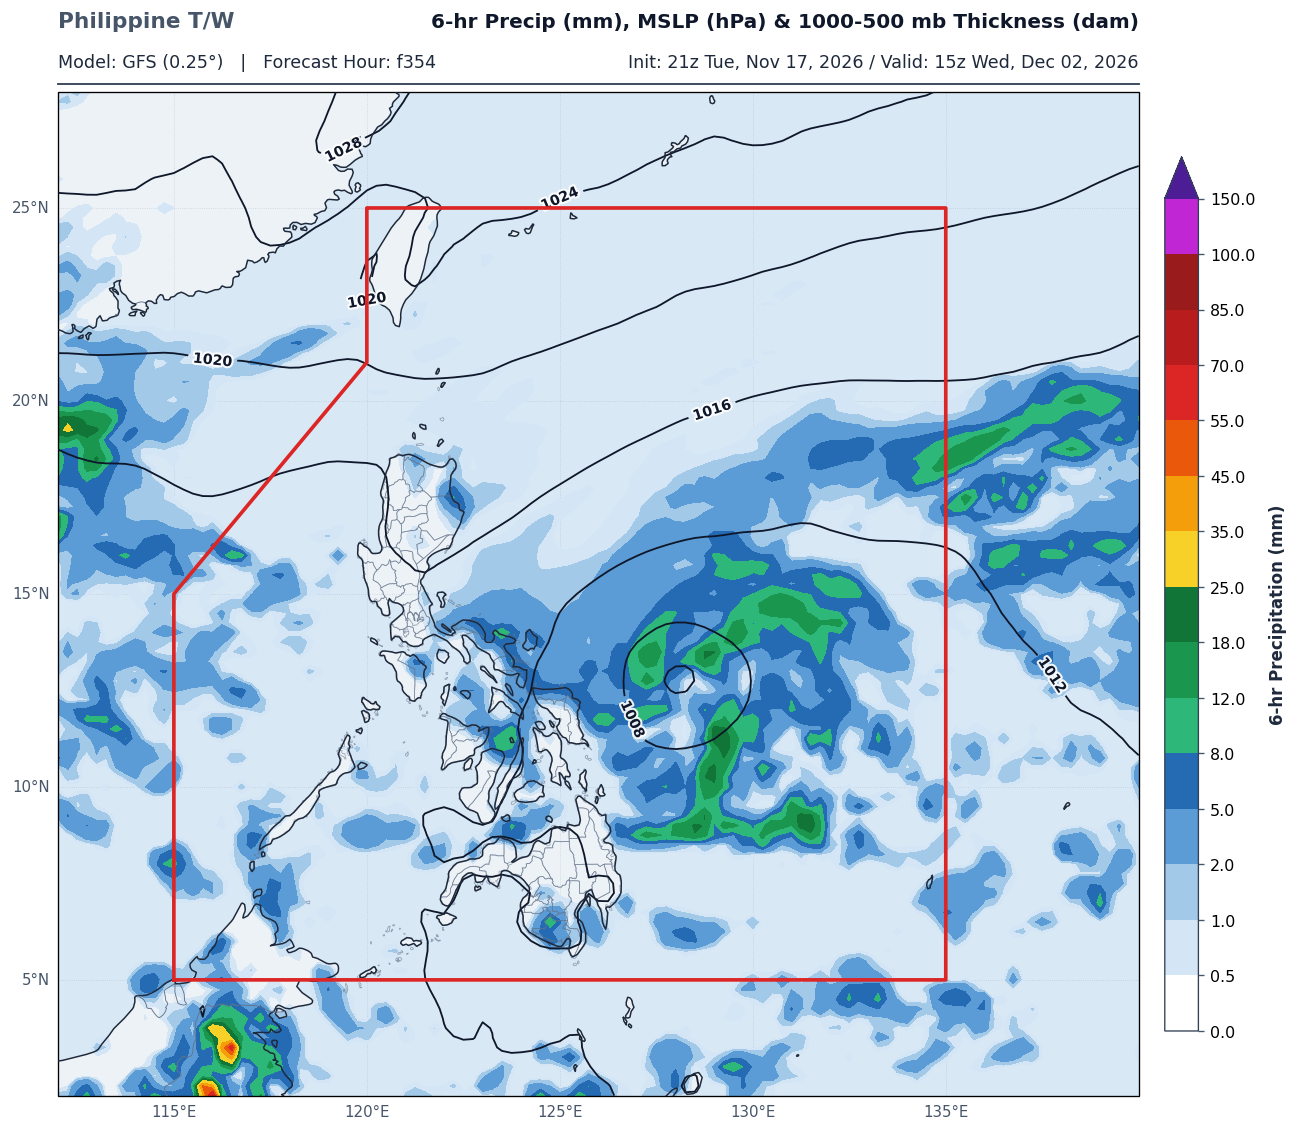 Philippine T/W
6-hr Precip (mm), MSLP (hPa) & 1000-500 mb Thickness (dam)
Model: GFS (0.25°) | Forecast Hour: f354
Init: 21z Tue, Nov 17, 2026 / Valid: 15z Wed, Dec 02, 2026
1028
1024
1020
1020
1016
1012
1008
25°N
20°N
15°N
10°N
5°N
115°E
120°E
125°E
130°E
135°E
150.0
100.0
85.0
70.0
55.0
45.0
35.0
25.0
18.0
12.0
8.0
5.0
2.0
1.0
0.5
0.0
6-hr Precipitation (mm)